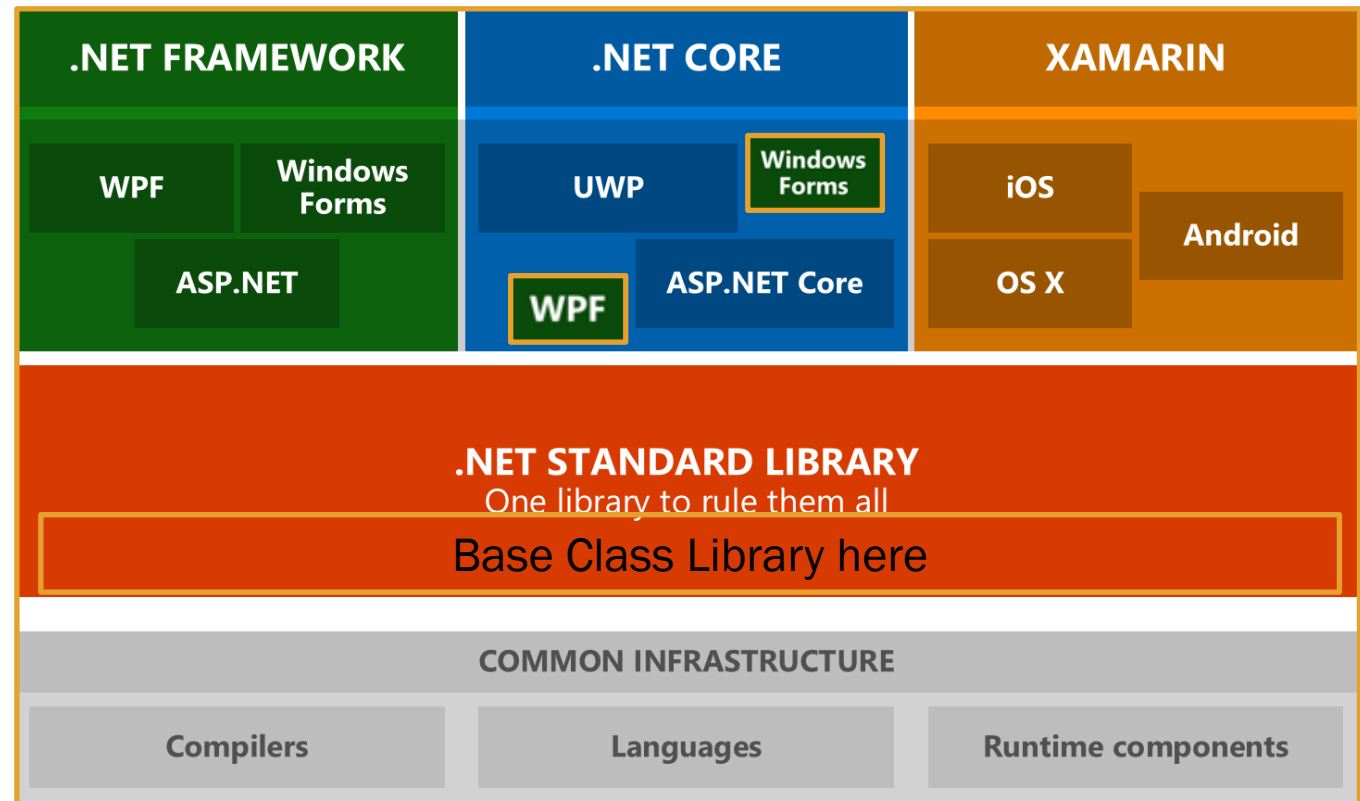 .NET FRAMEWORK
WPF
Windows
Forms
ASP.NET
.NET CORE
UWP
Windows
Forms
WPF
ASP.NET Core
XAMARIN
iOS
Android
OS X
.NET STANDARD LIBRARY
One library to rule them all
Base Class Library here
COMMON INFRASTRUCTURE
Compilers
Languages
Runtime components